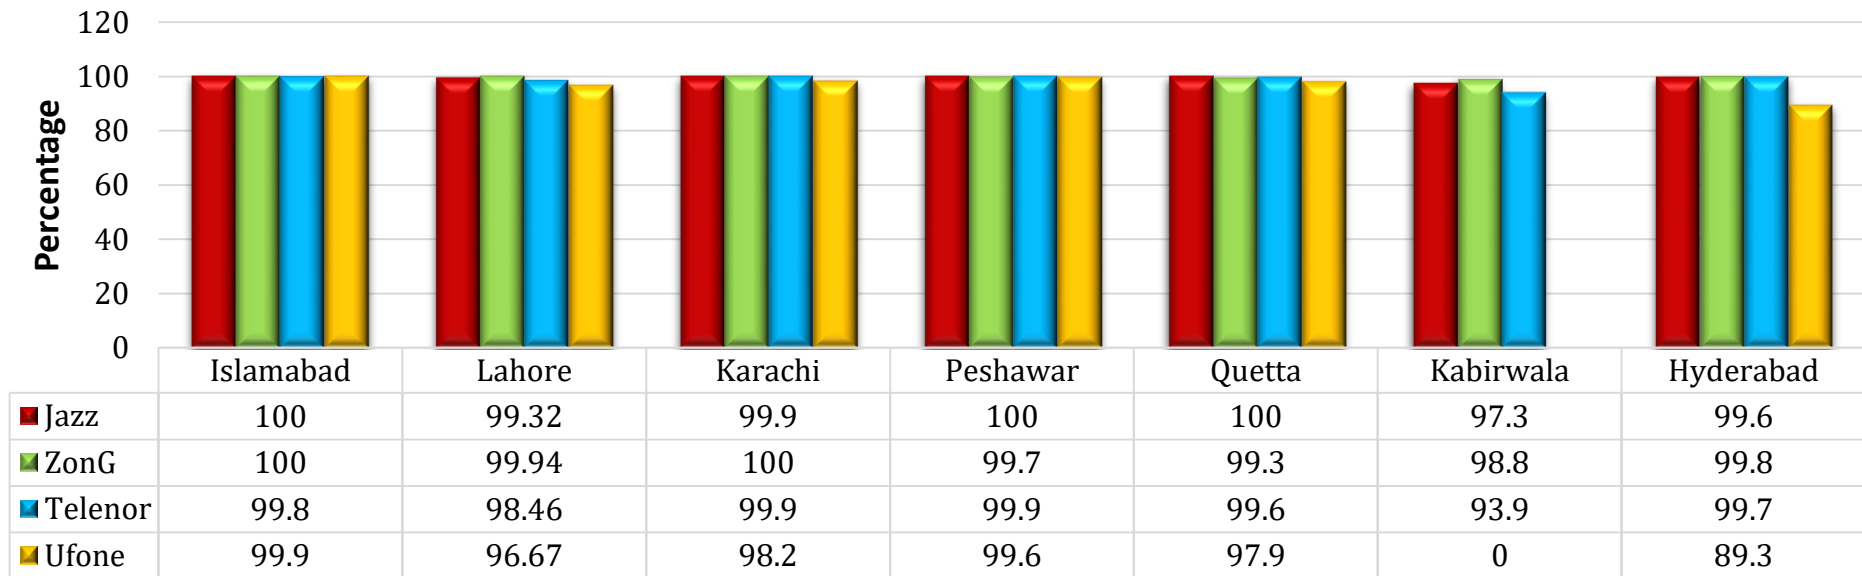 Percentage
120
100
80
60
40
20
0
Islamabad Lahore Karachi Peshawar Quetta Kabirwala Hyderabad
Jazz 100 99.32 99.9 100 100 97.3 99.6
ZonG 100 99.94 100 99.7 99.3 98.8 99.8
Telenor 99.8 98.46 99.9 99.9 99.6 93.9 99.7
Ufone 99.9 96.67 98.2 99.6 97.9 0 89.3